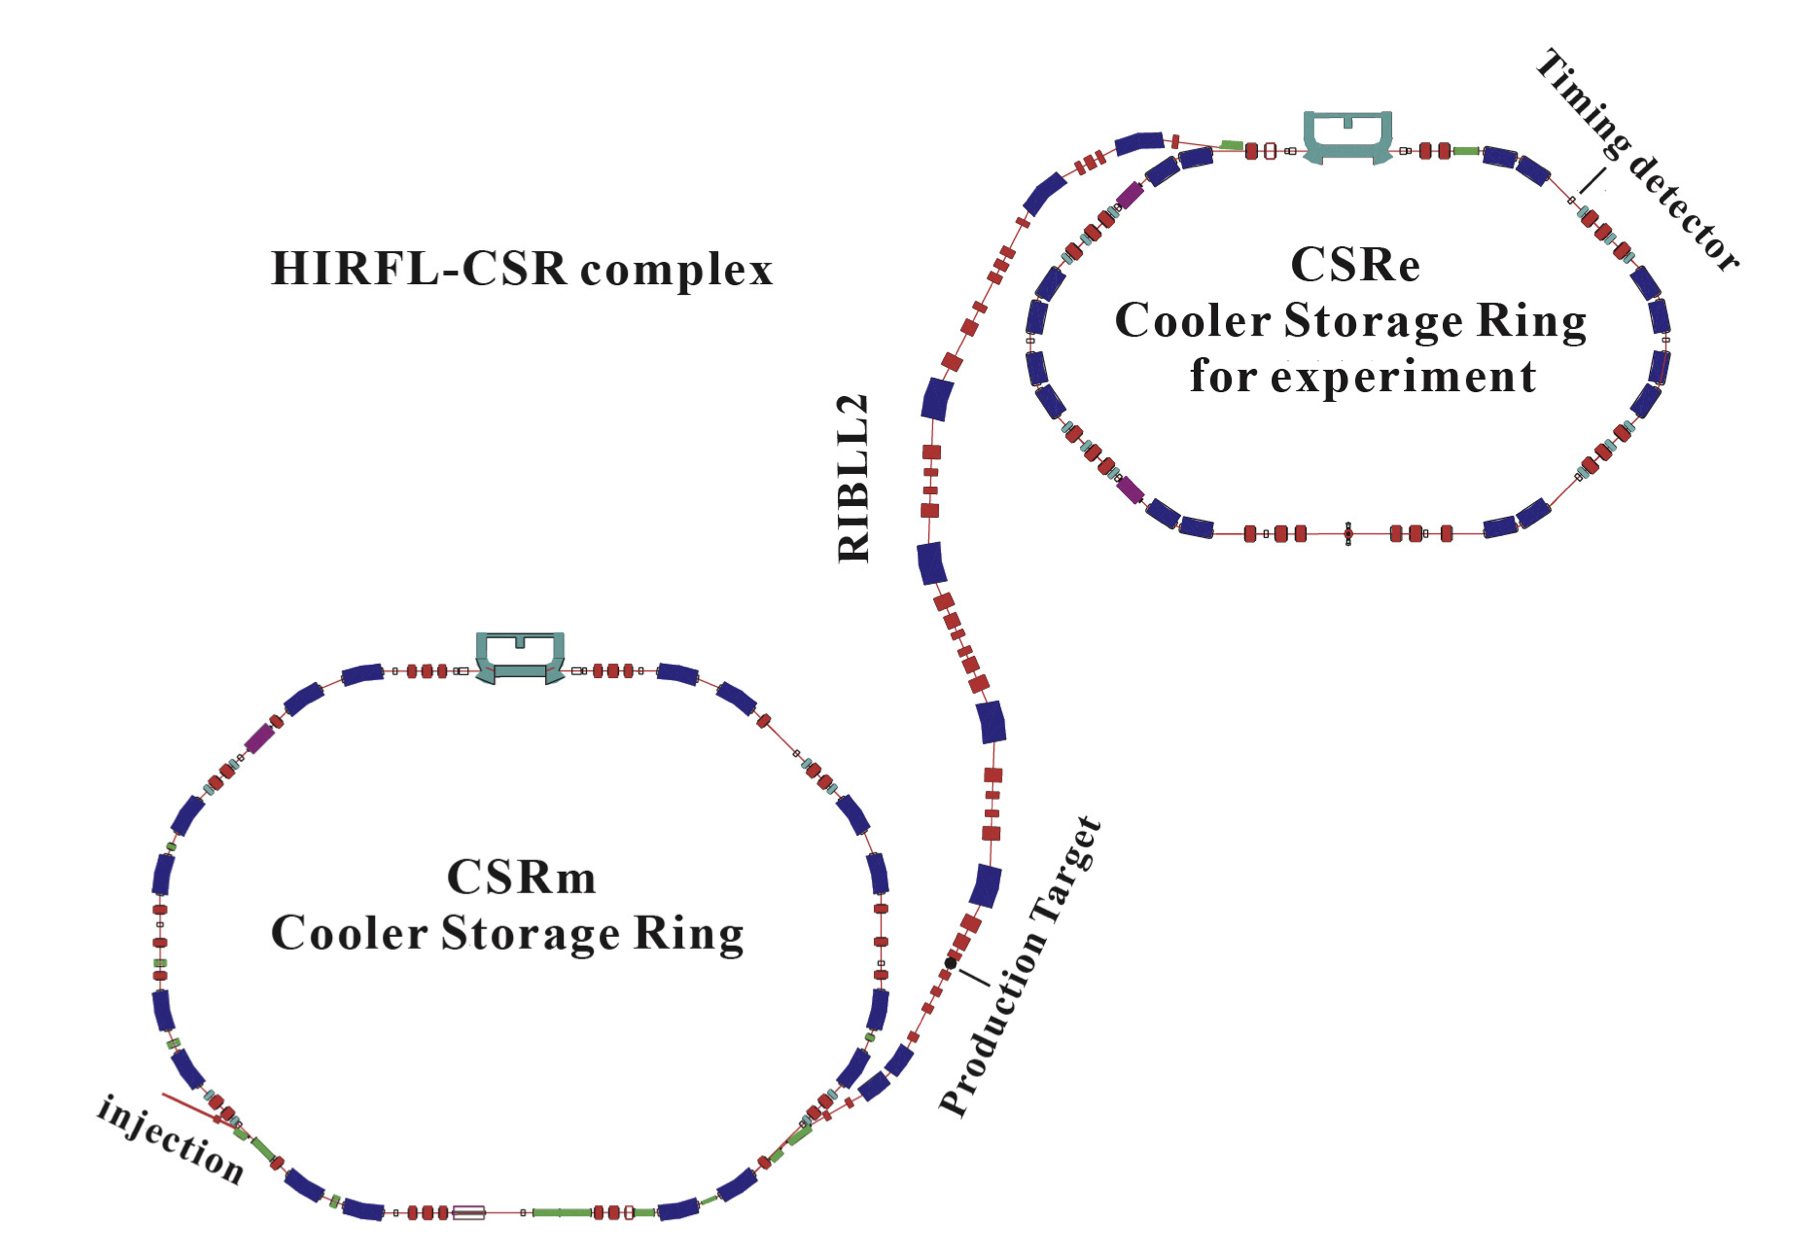 Timing detector
HIRFL-CSR complex
CSRe
Cooler Storage Ring
for experiment
RIBLL2
Production Target
CSRm
Cooler Storage Ring
injection